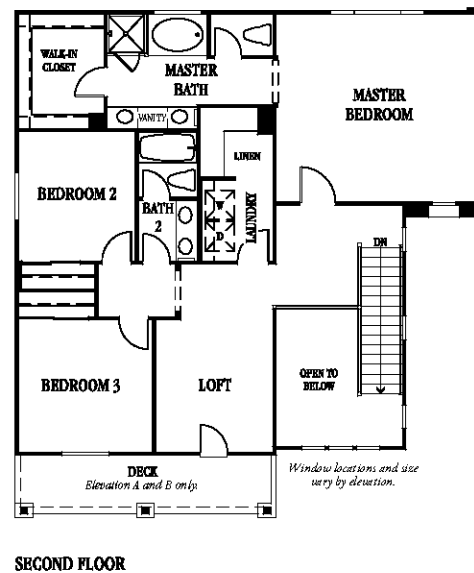 WALK-IN
CLOSET
MASTER
BATH
MASTER
BEDROOM
VANITY
LINEN
BEDROOM 2
BATH
2
W
D
LAUNDRY
DN
BEDROOM 3
LOFT
OPEN TO
BELOW
DECK
Elevation A and B only.
Window locations and size
vary by elevation.
SECOND FLOOR